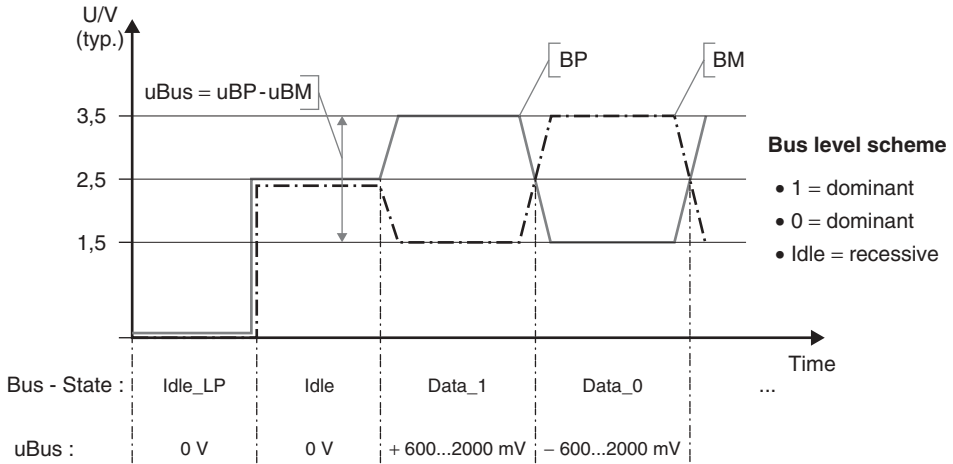 U/V
(typ.)
BP
BM
uBus = uBP-uBM
3,5
2,5
1,5
Bus level scheme
• 1 = dominant
• 0 = dominant
• Idle = recessive
Time
Bus - State : Idle_LP Idle Data_1 Data_0 ...
uBus : 0 V 0 V + 600...2000 mV − 600...2000 mV